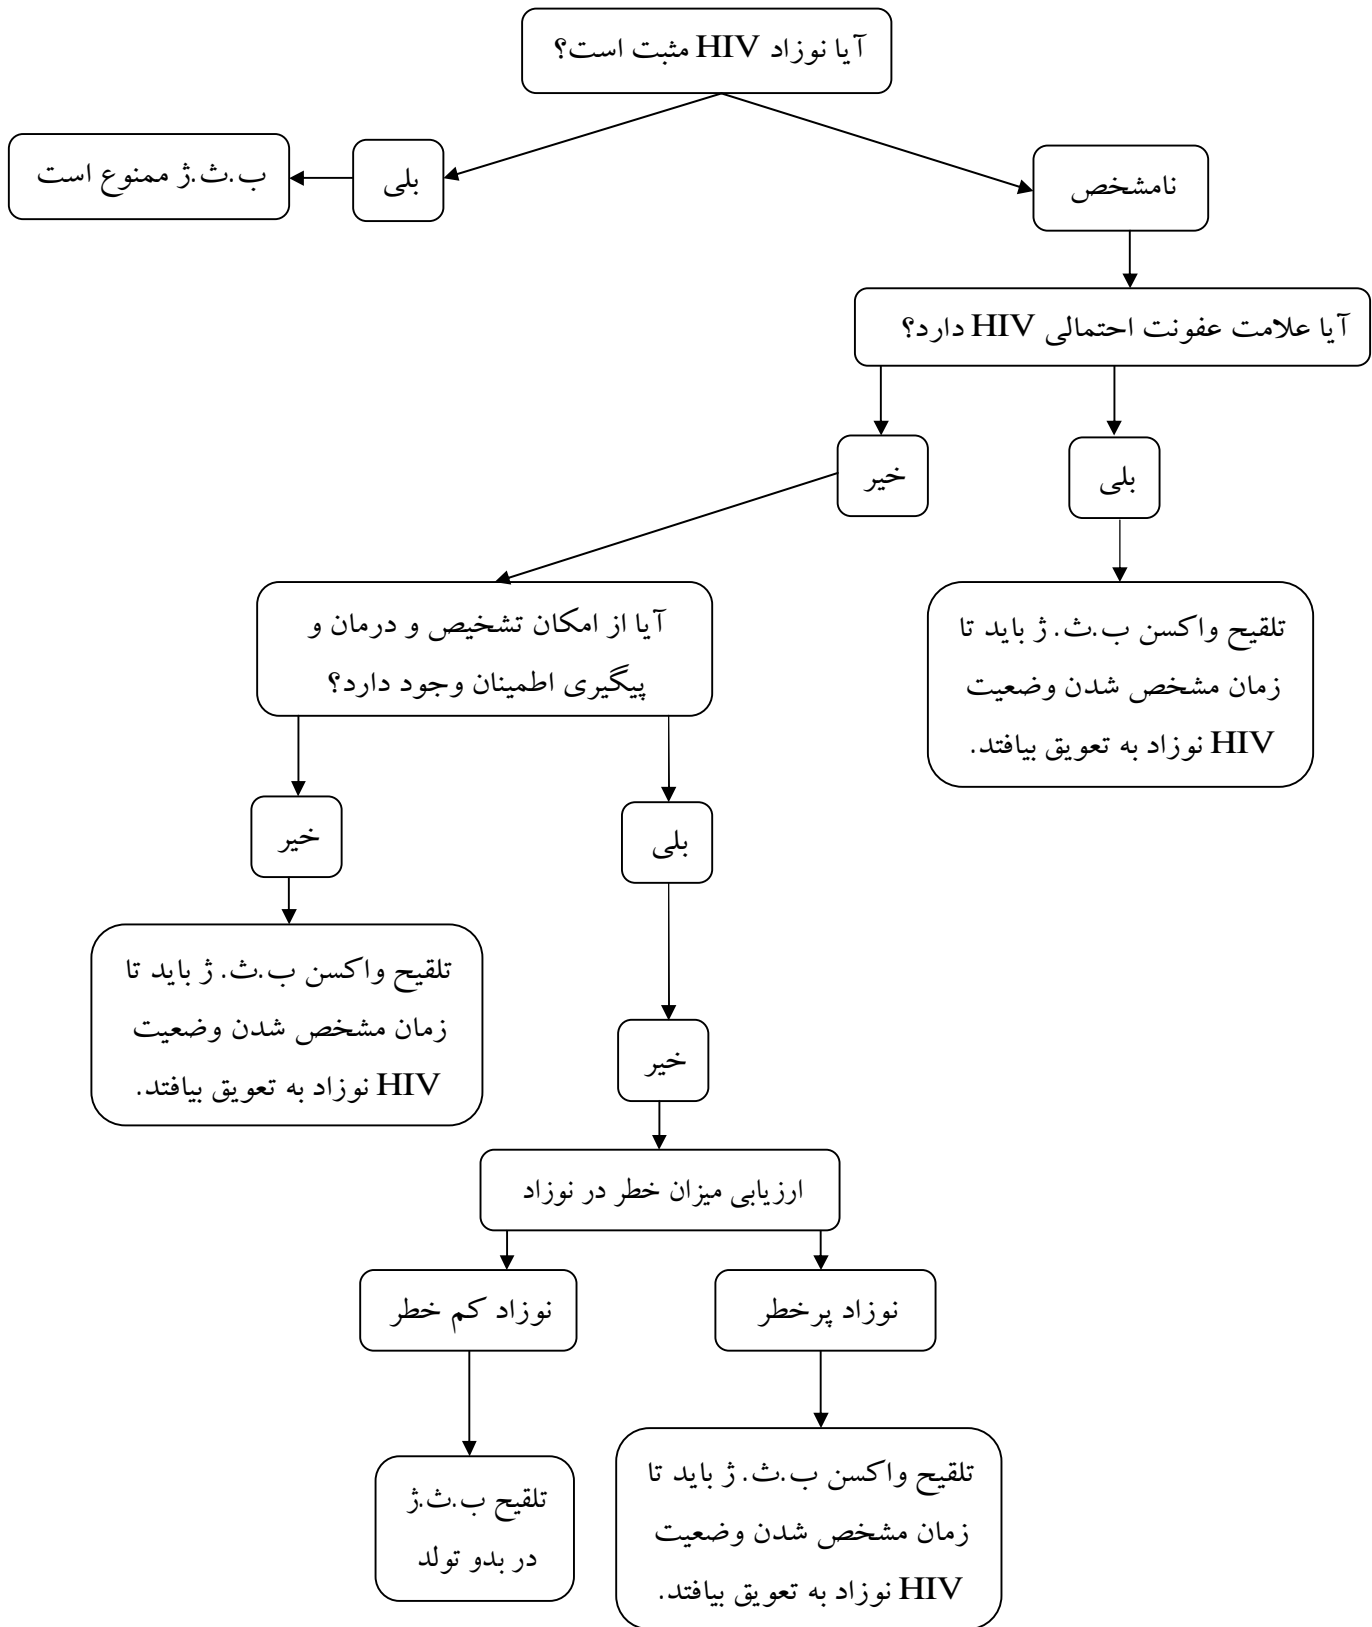 آیا نوزاد HIV مثبت است؟
نامشخص
بلی
ب.ث.ژ ممنوع است
آیا علامت عفونت احتمالی HIV دارد؟
بلی
خیر
تلقیح واکسن ب.ث. ژ باید تا
زمان مشخص شدن وضعیت
HIV نوزاد به تعویق بیافتد.
آیا از امکان تشخیص و درمان و
پیگیری اطمینان وجود دارد؟
بلی
خیر
تلقیح واکسن ب.ث. ژ باید تا
زمان مشخص شدن وضعیت
HIV نوزاد به تعویق بیافتد.
خیر
ارزیابی میزان خطر در نوزاد
نوزاد پرخطر
نوزاد کم خطر
تلقیح واکسن ب.ث. ژ باید تا
زمان مشخص شدن وضعیت
HIV نوزاد به تعویق بیافتد.
تلقیح ب.ث.ژ
در بدو تولد